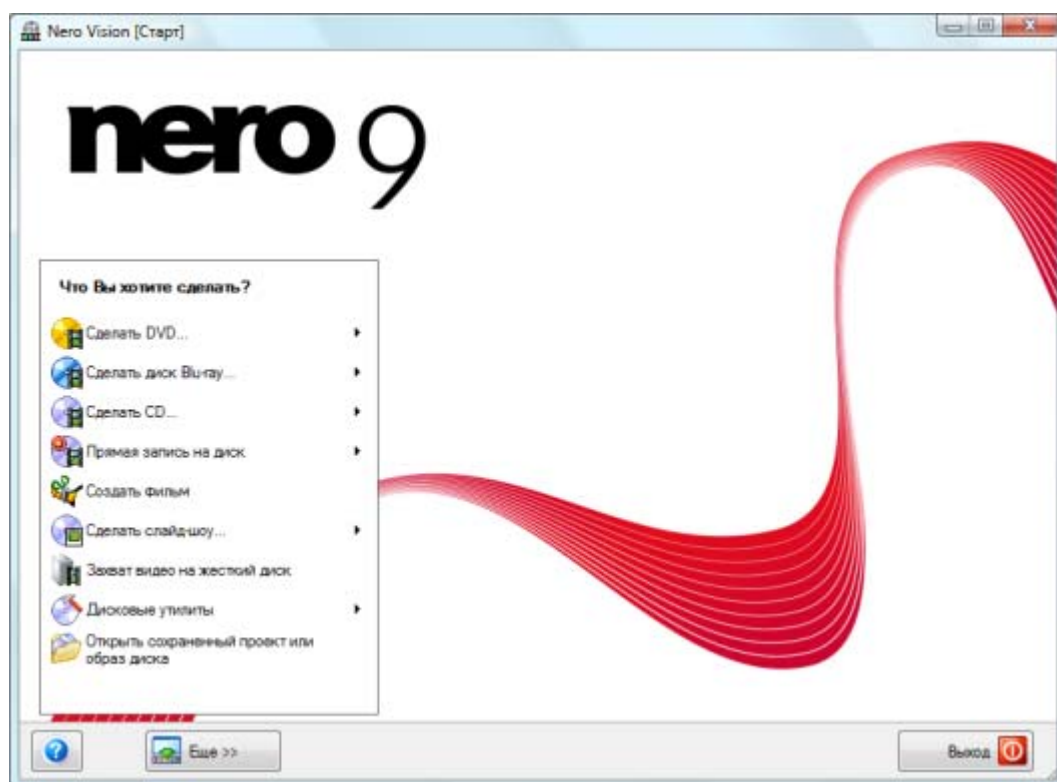 Nero Vision [Старт]
nero 9
Что Вы хотите сделать?
Сделать DVD...
Сделать диск Blu-ray...
Сделать CD...
Прямая запись на диск
Создать фильм
Сделать слайд-шоу...
Захват видео на жесткий диск
Дисковые утилиты
Открыть сохраненный проект или
образ диска
Еще >>
Выход